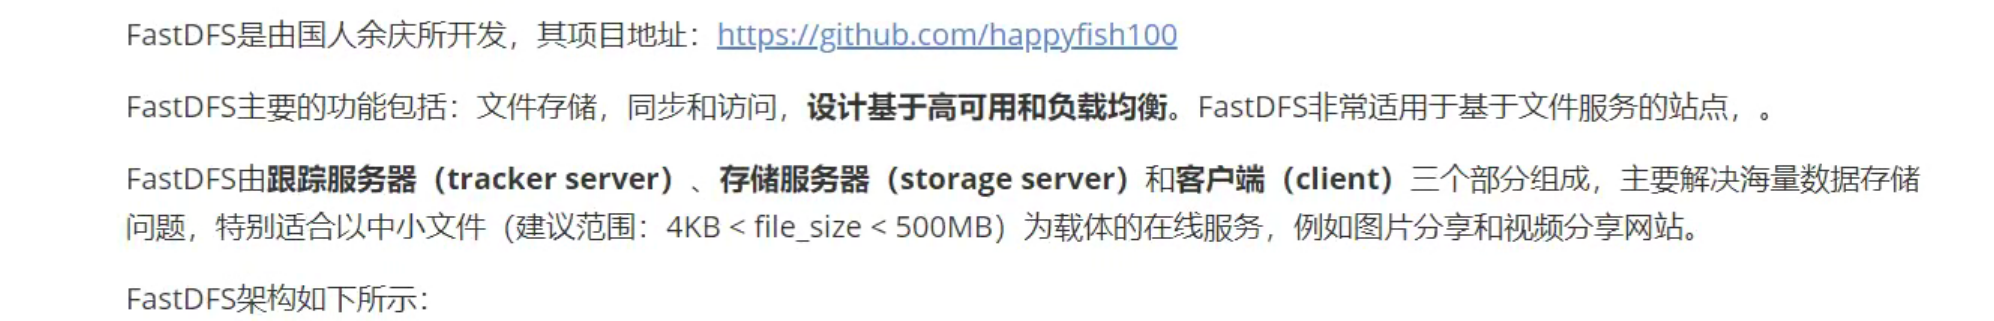 FastDFS是由国人余庆所开发，其项目地址：https://github.com/happyfish100
FastDFS主要的功能包括：文件存储，同步和访问，设计基于高可用和负载均衡。FastDFS非常适用于基于文件服务的站点，。
FastDFS由跟踪服务器（tracker server）、存储服务器（storage server）和客户端（client）三个部分组成，主要解决海量数据存储
问题，特别适合以中小文件（建议范围：4KB < file_size < 500MB）为载体的在线服务，例如图片分享和视频分享网站。
FastDFS架构如下所示：